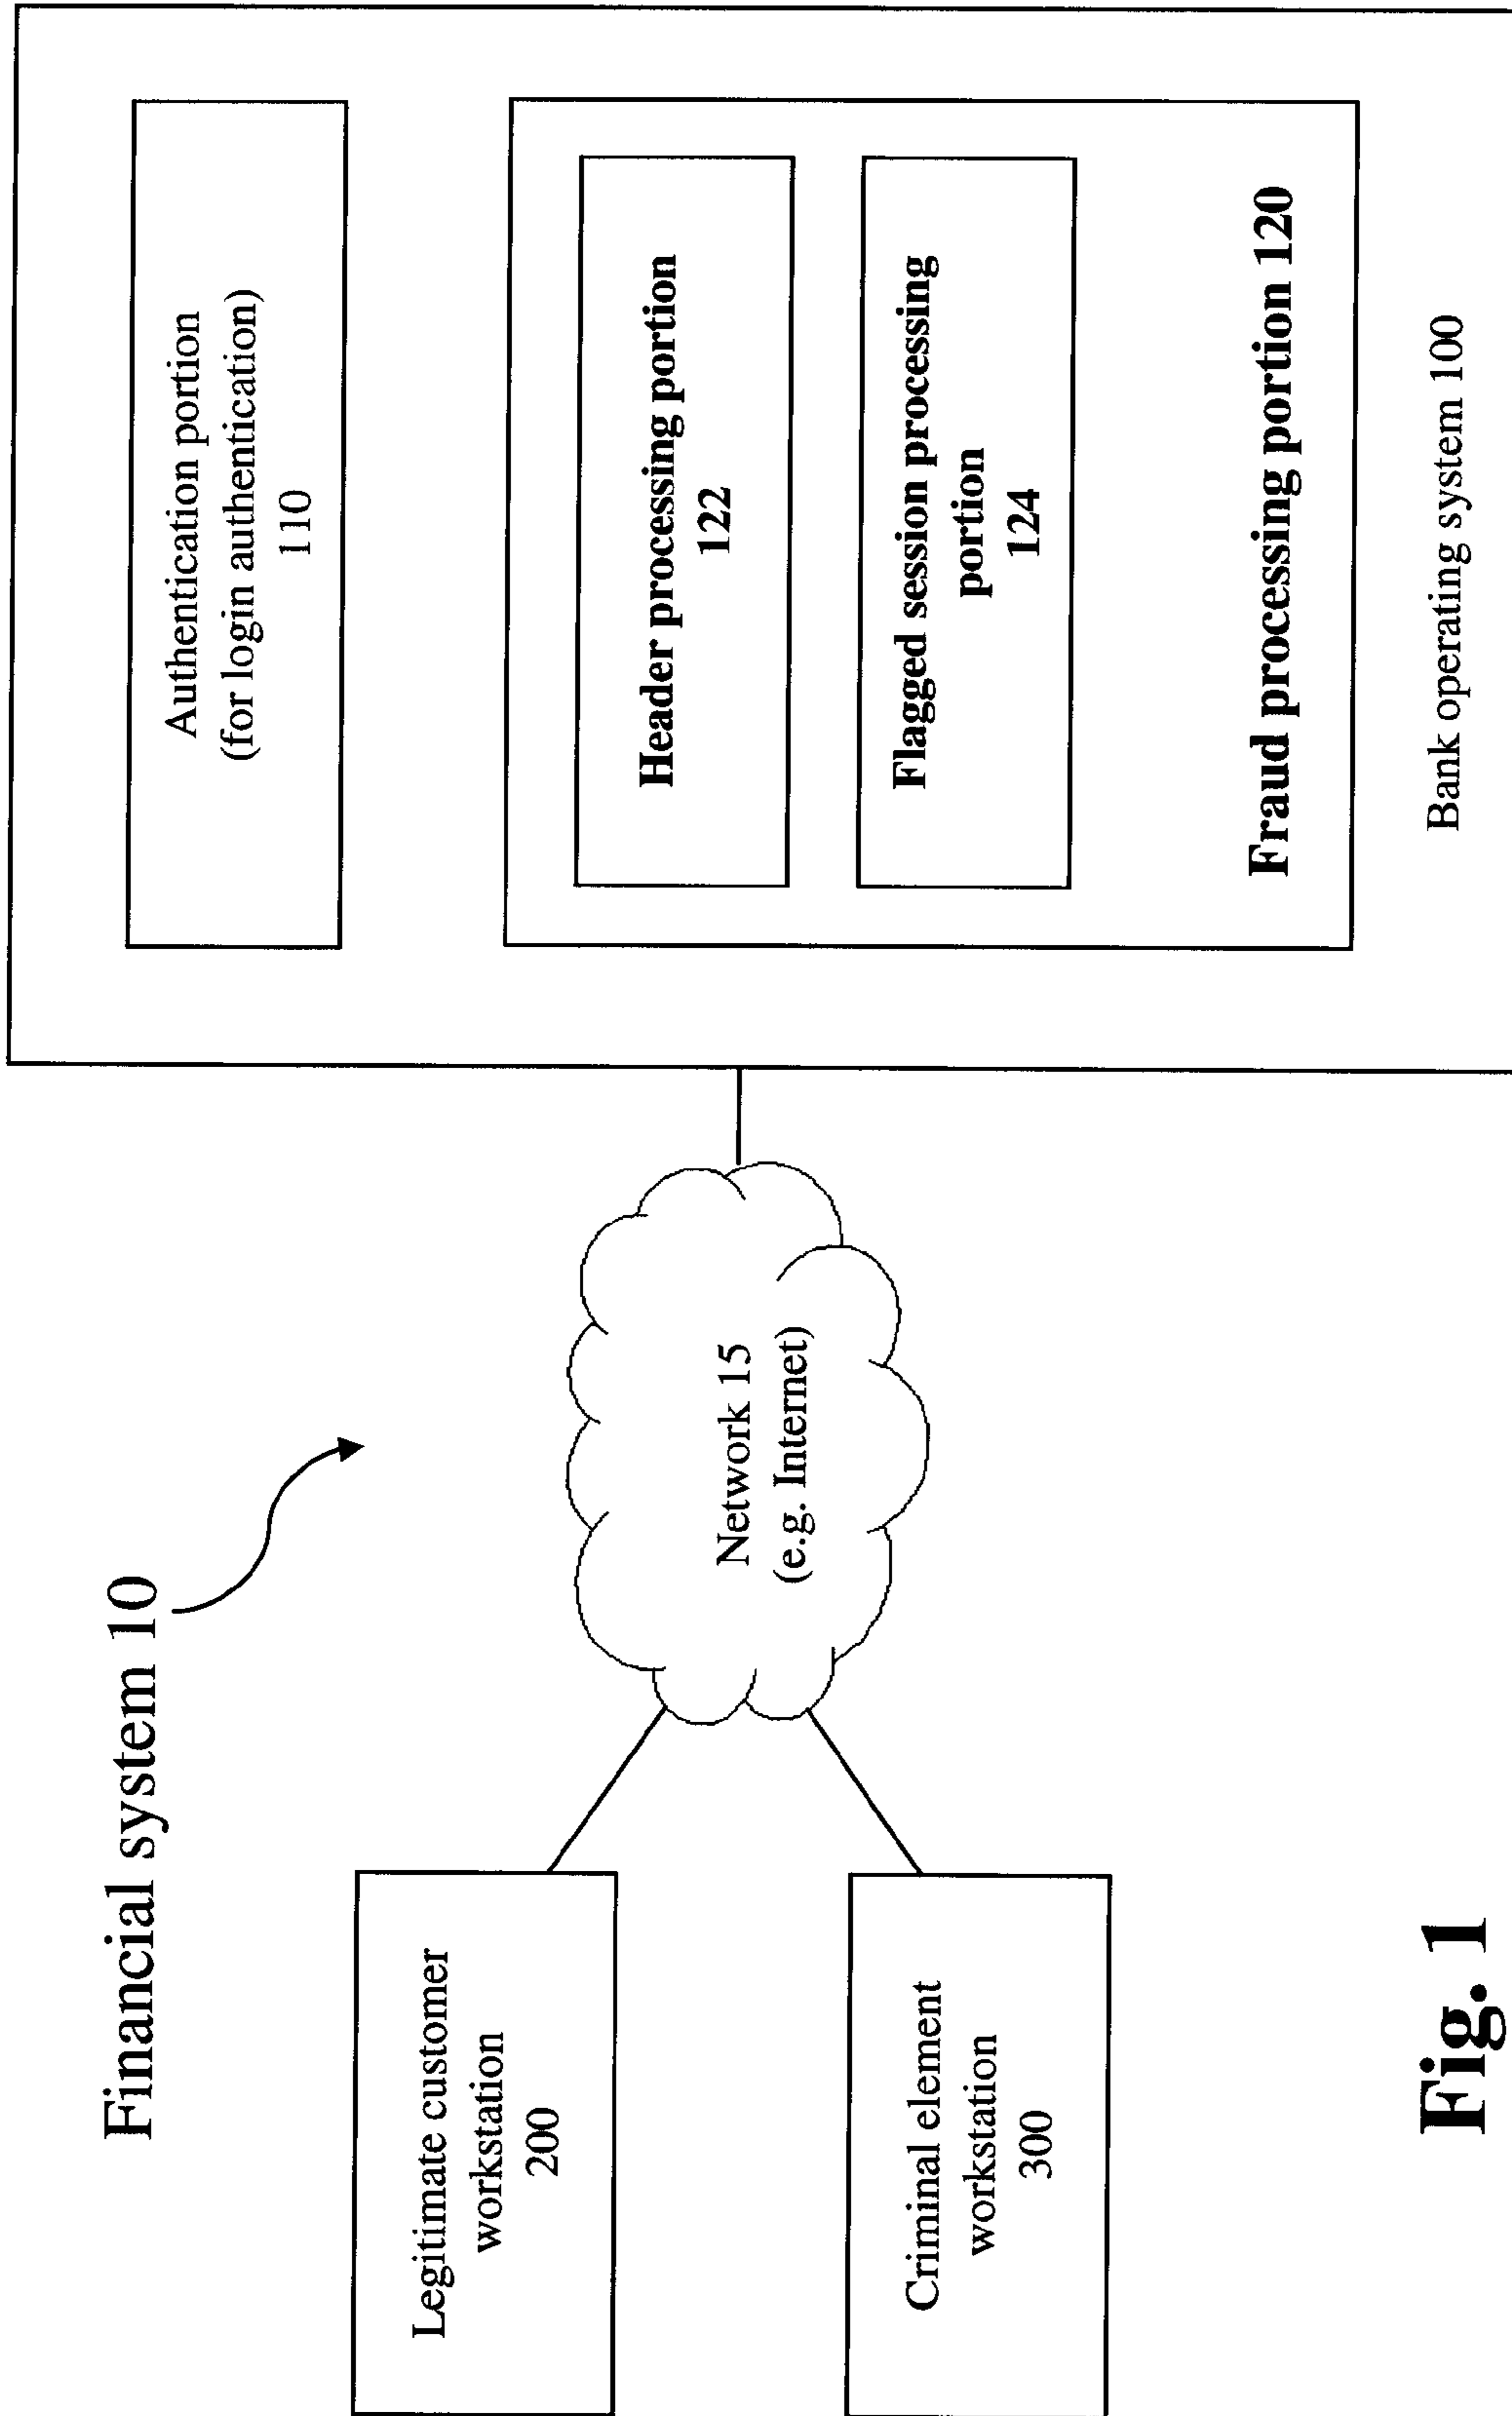 Financial system 10
Legitimate customer
workstation
200
Criminal element
workstation
300
Network 15
(e.g. Internet)
Authentication portion
(for login authentication)
110
Header processing portion
122
Flagged session processing
portion
124
Fraud processing portion 120
Bank operating system 100
Fig. 1